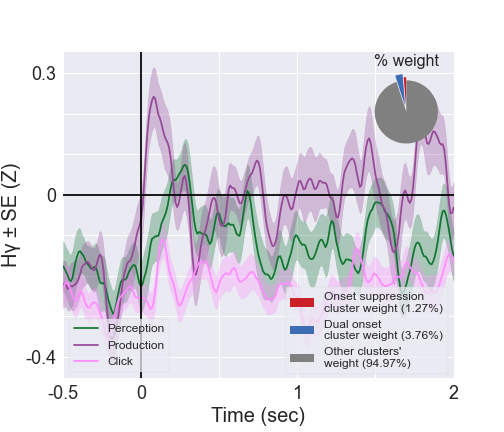 % weight
0.3
0
-0.4
Hγ ± SE (Z)
Perception
Production
Click
Onset suppression
cluster weight (1.27%)
Dual onset
cluster weight (3.76%)
Other clusters'
weight (94.97%)
-0.5
0
1
2
Time (sec)